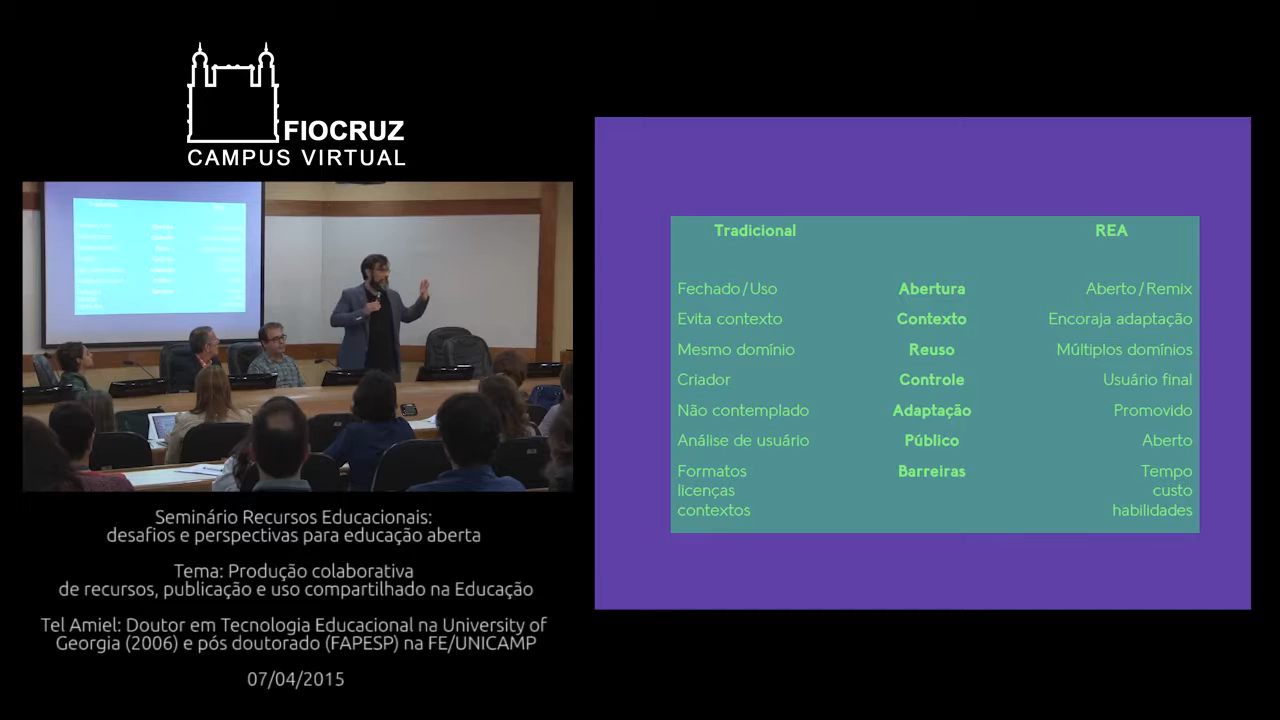 FIOCRUZ
CAMPUS VIRTUAL
Seminário Recursos Educacionais:
desafios e perspectivas para educação aberta
Tema: Produção colaborativa
de recursos, publicação e uso compartilhado na Educação
Tel Amiel: Doutor em Tecnologia Educacional na University of
Georgia (2006) e pós doutorado (FAPESP) na FE/UNICAMP
07/04/2015
Tradicional REA
Fechado/Uso Abertura Aberto/Remix
Evita contexto Contexto Encoraja adaptação
Mesmo domínio Reuso Múltiplos domínios
Criador Controle Usuário final
Não contemplado Adaptação Promovido
Análise de usuário Público Aberto
Formatos Barreiras Tempo
licenças custo
contextos habilidades